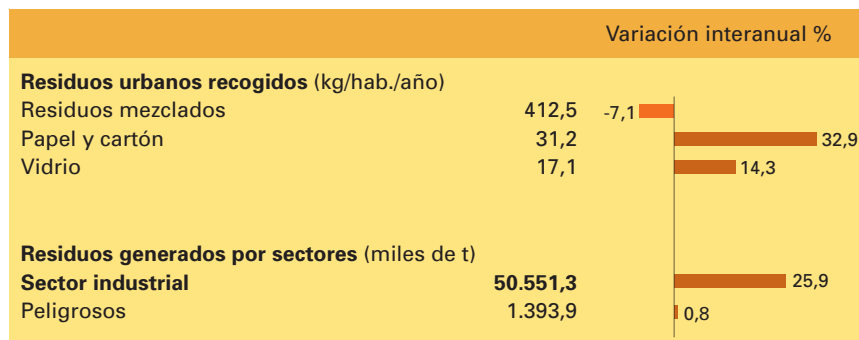 Variación interanual %
Residuos urbanos recogidos (kg/hab./año)
Residuos mezclados 412,5 -7,1
Papel y cartón 31,2 32,9
Vidrio 17,1 14,3
Residuos generados por sectores (miles de t)
Sector industrial 50.551,3 25,9
Peligrosos 1.393,9 0,8